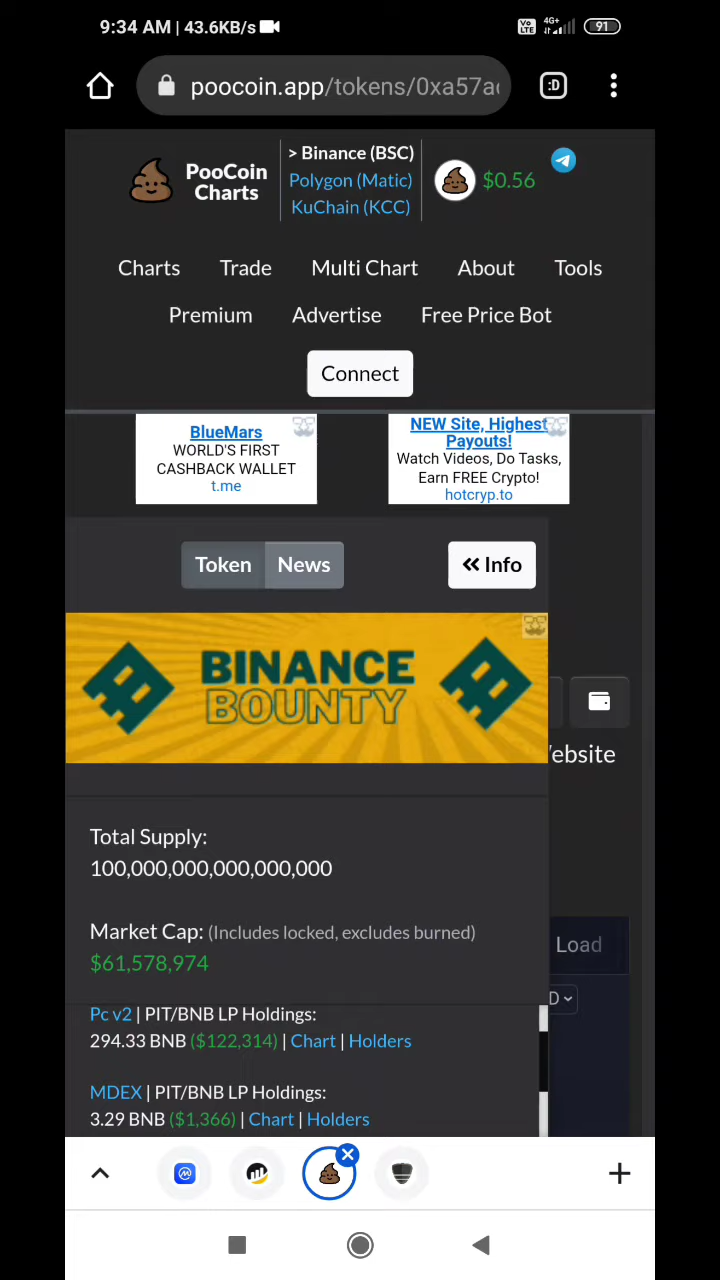 9:34 AM | 43.6KB/s
Vo LTE 4G+ 91
poocoin.app/tokens/0xa57a
:D
PooCoin
Charts
> Binance (BSC)
Polygon (Matic)
KuChain (KCC)
$0.56
Charts Trade Multi Chart About Tools
Premium Advertise Free Price Bot
Connect
BlueMars
WORLD'S FIRST
CASHBACK WALLET
t.me
NEW Site, Highest
Payouts!
Watch Videos, Do Tasks,
Earn FREE Crypto!
hotcryp.to
Token News « Info
BINANCE
BOUNTY
ebsite
Total Supply:
100,000,000,000,000,000
Market Cap: (Includes locked, excludes burned)
$61,578,974
Load
D
Pc v2 | PIT/BNB LP Holdings:
294.33 BNB ($122,314) | Chart | Holders
MDEX | PIT/BNB LP Holdings:
3.29 BNB ($1,366) | Chart | Holders